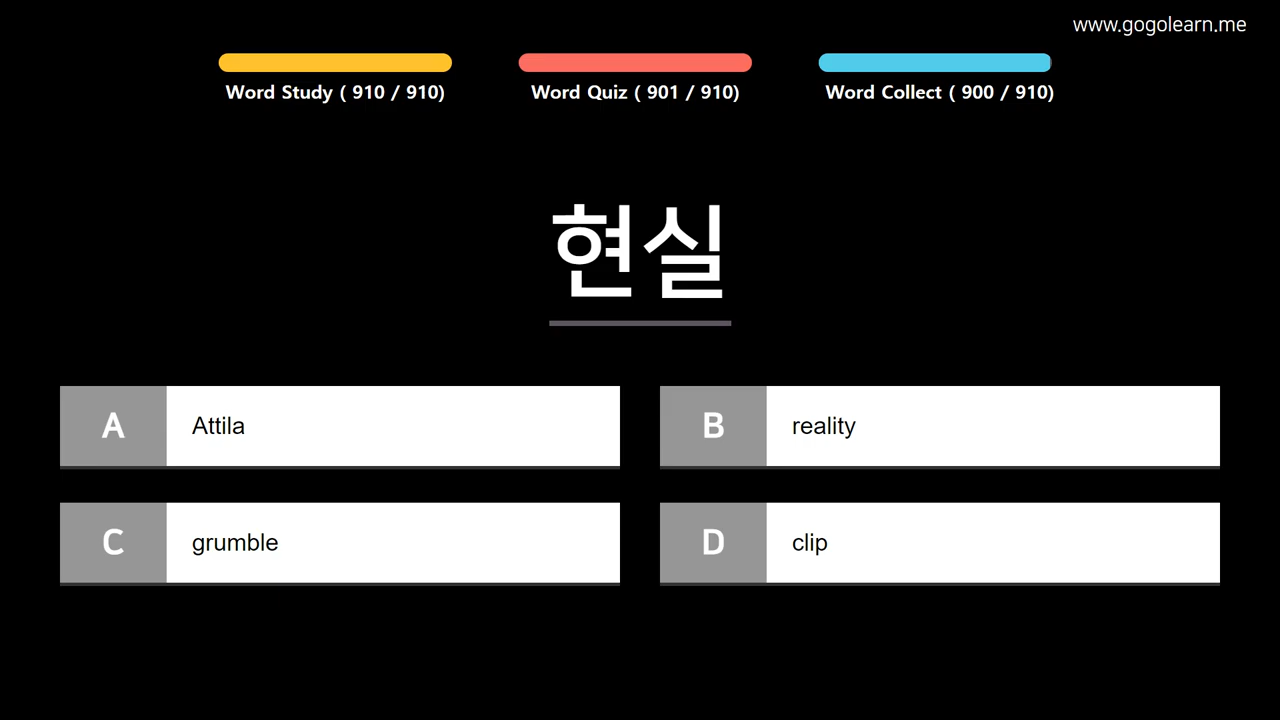 www.gogolearn.me
Word Study ( 910 / 910)
Word Quiz ( 901 / 910)
Word Collect ( 900 / 910)
현실
A
Attila
B
reality
C
grumble
D
clip